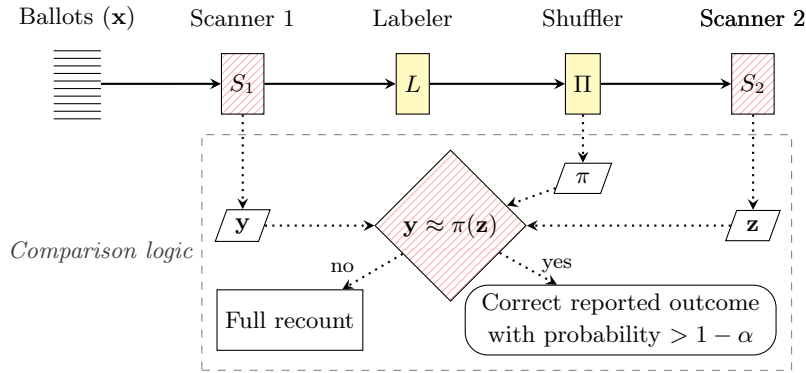 Ballots (x)
Scanner 1
Labeler
Shuffler
Scanner 2
S₁
L
Π
S₂
π
y
y ≈ π(z)
z
Comparison logic
no
yes
Full recount
Correct reported outcome
with probability > 1 − α